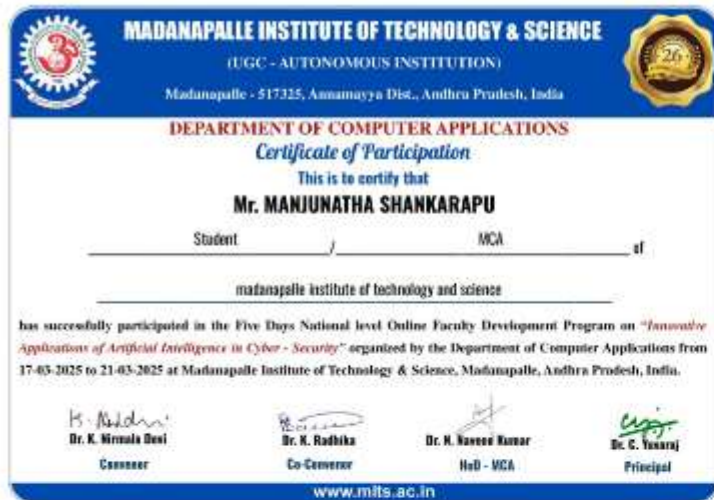 MADANAPALLE INSTITUTE OF TECHNOLOGY & SCIENCE
(UGC - AUTONOMOUS INSTITUTION)
Madanapalle - 517325, Annamayya Dist., Andhra Pradesh, India
26
DEPARTMENT OF COMPUTER APPLICATIONS
Certificate of Participation
This is to certify that
Mr. MANJUNATHA SHANKARAPU
Student / MCA of
madanapalle institute of technology and science
has successfully participated in the Five Days National level Online Faculty Development Program on "Innovative
Applications of Artificial Intelligence in Cyber - Security" organized by the Department of Computer Applications from
17-03-2025 to 21-03-2025 at Madanapalle Institute of Technology & Science, Madanapalle, Andhra Pradesh, India.
Dr. K. Nirmala Devi Dr. K. Radhika Dr. N. Naveen Kumar Dr. C. Yuvaraj
Convener Co-Convener HoD - MCA Principal
www.mits.ac.in